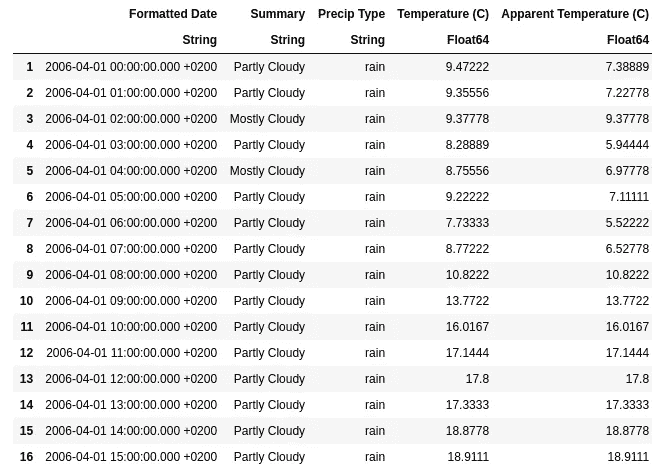 Formatted Date Summary Precip Type Temperature (C) Apparent Temperature (C)
String String String Float64 Float64
1 2006-04-01 00:00:00.000 +0200 Partly Cloudy rain 9.47222 7.38889
2 2006-04-01 01:00:00.000 +0200 Partly Cloudy rain 9.35556 7.22778
3 2006-04-01 02:00:00.000 +0200 Mostly Cloudy rain 9.37778 9.37778
4 2006-04-01 03:00:00.000 +0200 Partly Cloudy rain 8.28889 5.94444
5 2006-04-01 04:00:00.000 +0200 Mostly Cloudy rain 8.75556 6.97778
6 2006-04-01 05:00:00.000 +0200 Partly Cloudy rain 9.22222 7.11111
7 2006-04-01 06:00:00.000 +0200 Partly Cloudy rain 7.73333 5.52222
8 2006-04-01 07:00:00.000 +0200 Partly Cloudy rain 8.77222 6.52778
9 2006-04-01 08:00:00.000 +0200 Partly Cloudy rain 10.8222 10.8222
10 2006-04-01 09:00:00.000 +0200 Partly Cloudy rain 13.7722 13.7722
11 2006-04-01 10:00:00.000 +0200 Partly Cloudy rain 16.0167 16.0167
12 2006-04-01 11:00:00.000 +0200 Partly Cloudy rain 17.1444 17.1444
13 2006-04-01 12:00:00.000 +0200 Partly Cloudy rain 17.8 17.8
14 2006-04-01 13:00:00.000 +0200 Partly Cloudy rain 17.3333 17.3333
15 2006-04-01 14:00:00.000 +0200 Partly Cloudy rain 18.8778 18.8778
16 2006-04-01 15:00:00.000 +0200 Partly Cloudy rain 18.9111 18.9111